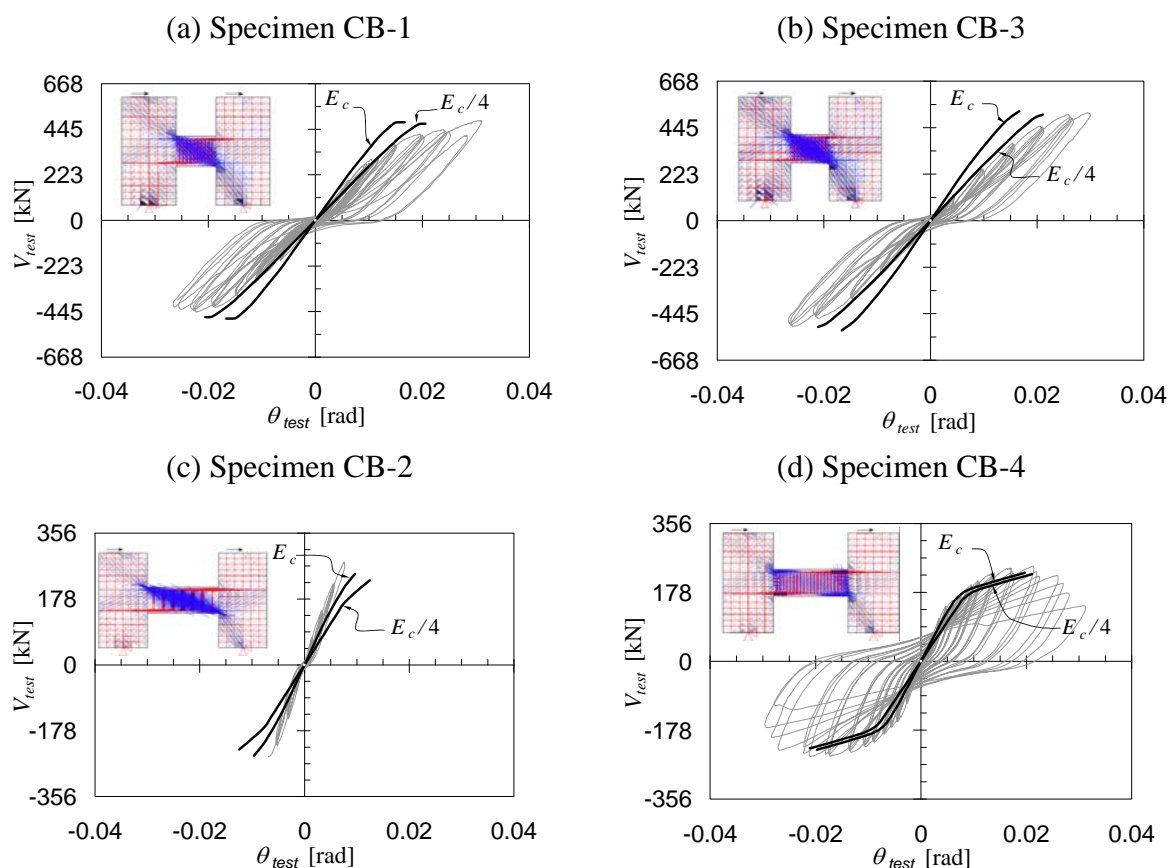 (a) Specimen CB-1
668
445
223
0
-223
-445
-668
V_test [kN]
E_c
E_c/4
-0.04 -0.02 0 0.02 0.04
θ_test [rad]
(b) Specimen CB-3
668
445
223
0
-223
-445
-668
V_test [kN]
E_c
E_c/4
-0.04 -0.02 0 0.02 0.04
θ_test [rad]
(c) Specimen CB-2
356
178
0
-178
-356
V_test [kN]
E_c
E_c/4
-0.04 -0.02 0 0.02 0.04
θ_test [rad]
(d) Specimen CB-4
356
178
0
-178
-356
V_test [kN]
E_c
E_c/4
-0.04 -0.02 0 0.02 0.04
θ_test [rad]